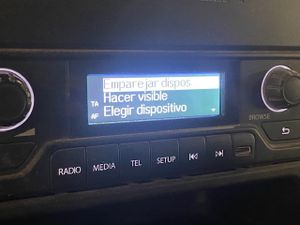 Emparejar dispos
Hacer visible
TA
Elegir dispositivo
AF
BROWSE
RADIO
MEDIA
TEL
SETUP